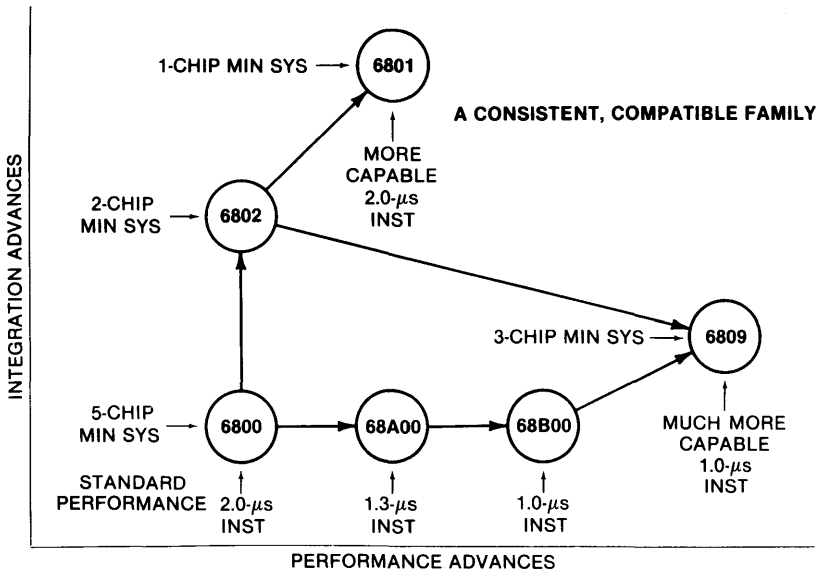 1-CHIP MIN SYS
6801
A CONSISTENT, COMPATIBLE FAMILY
MORE
CAPABLE
2.0-μs
INST
2-CHIP
MIN SYS
6802
INTEGRATION ADVANCES
3-CHIP MIN SYS
6809
5-CHIP
MIN SYS
6800
68A00
68B00
MUCH MORE
CAPABLE
1.0-μs
INST
STANDARD
PERFORMANCE
2.0-μs
INST
1.3-μs
INST
1.0-μs
INST
PERFORMANCE ADVANCES